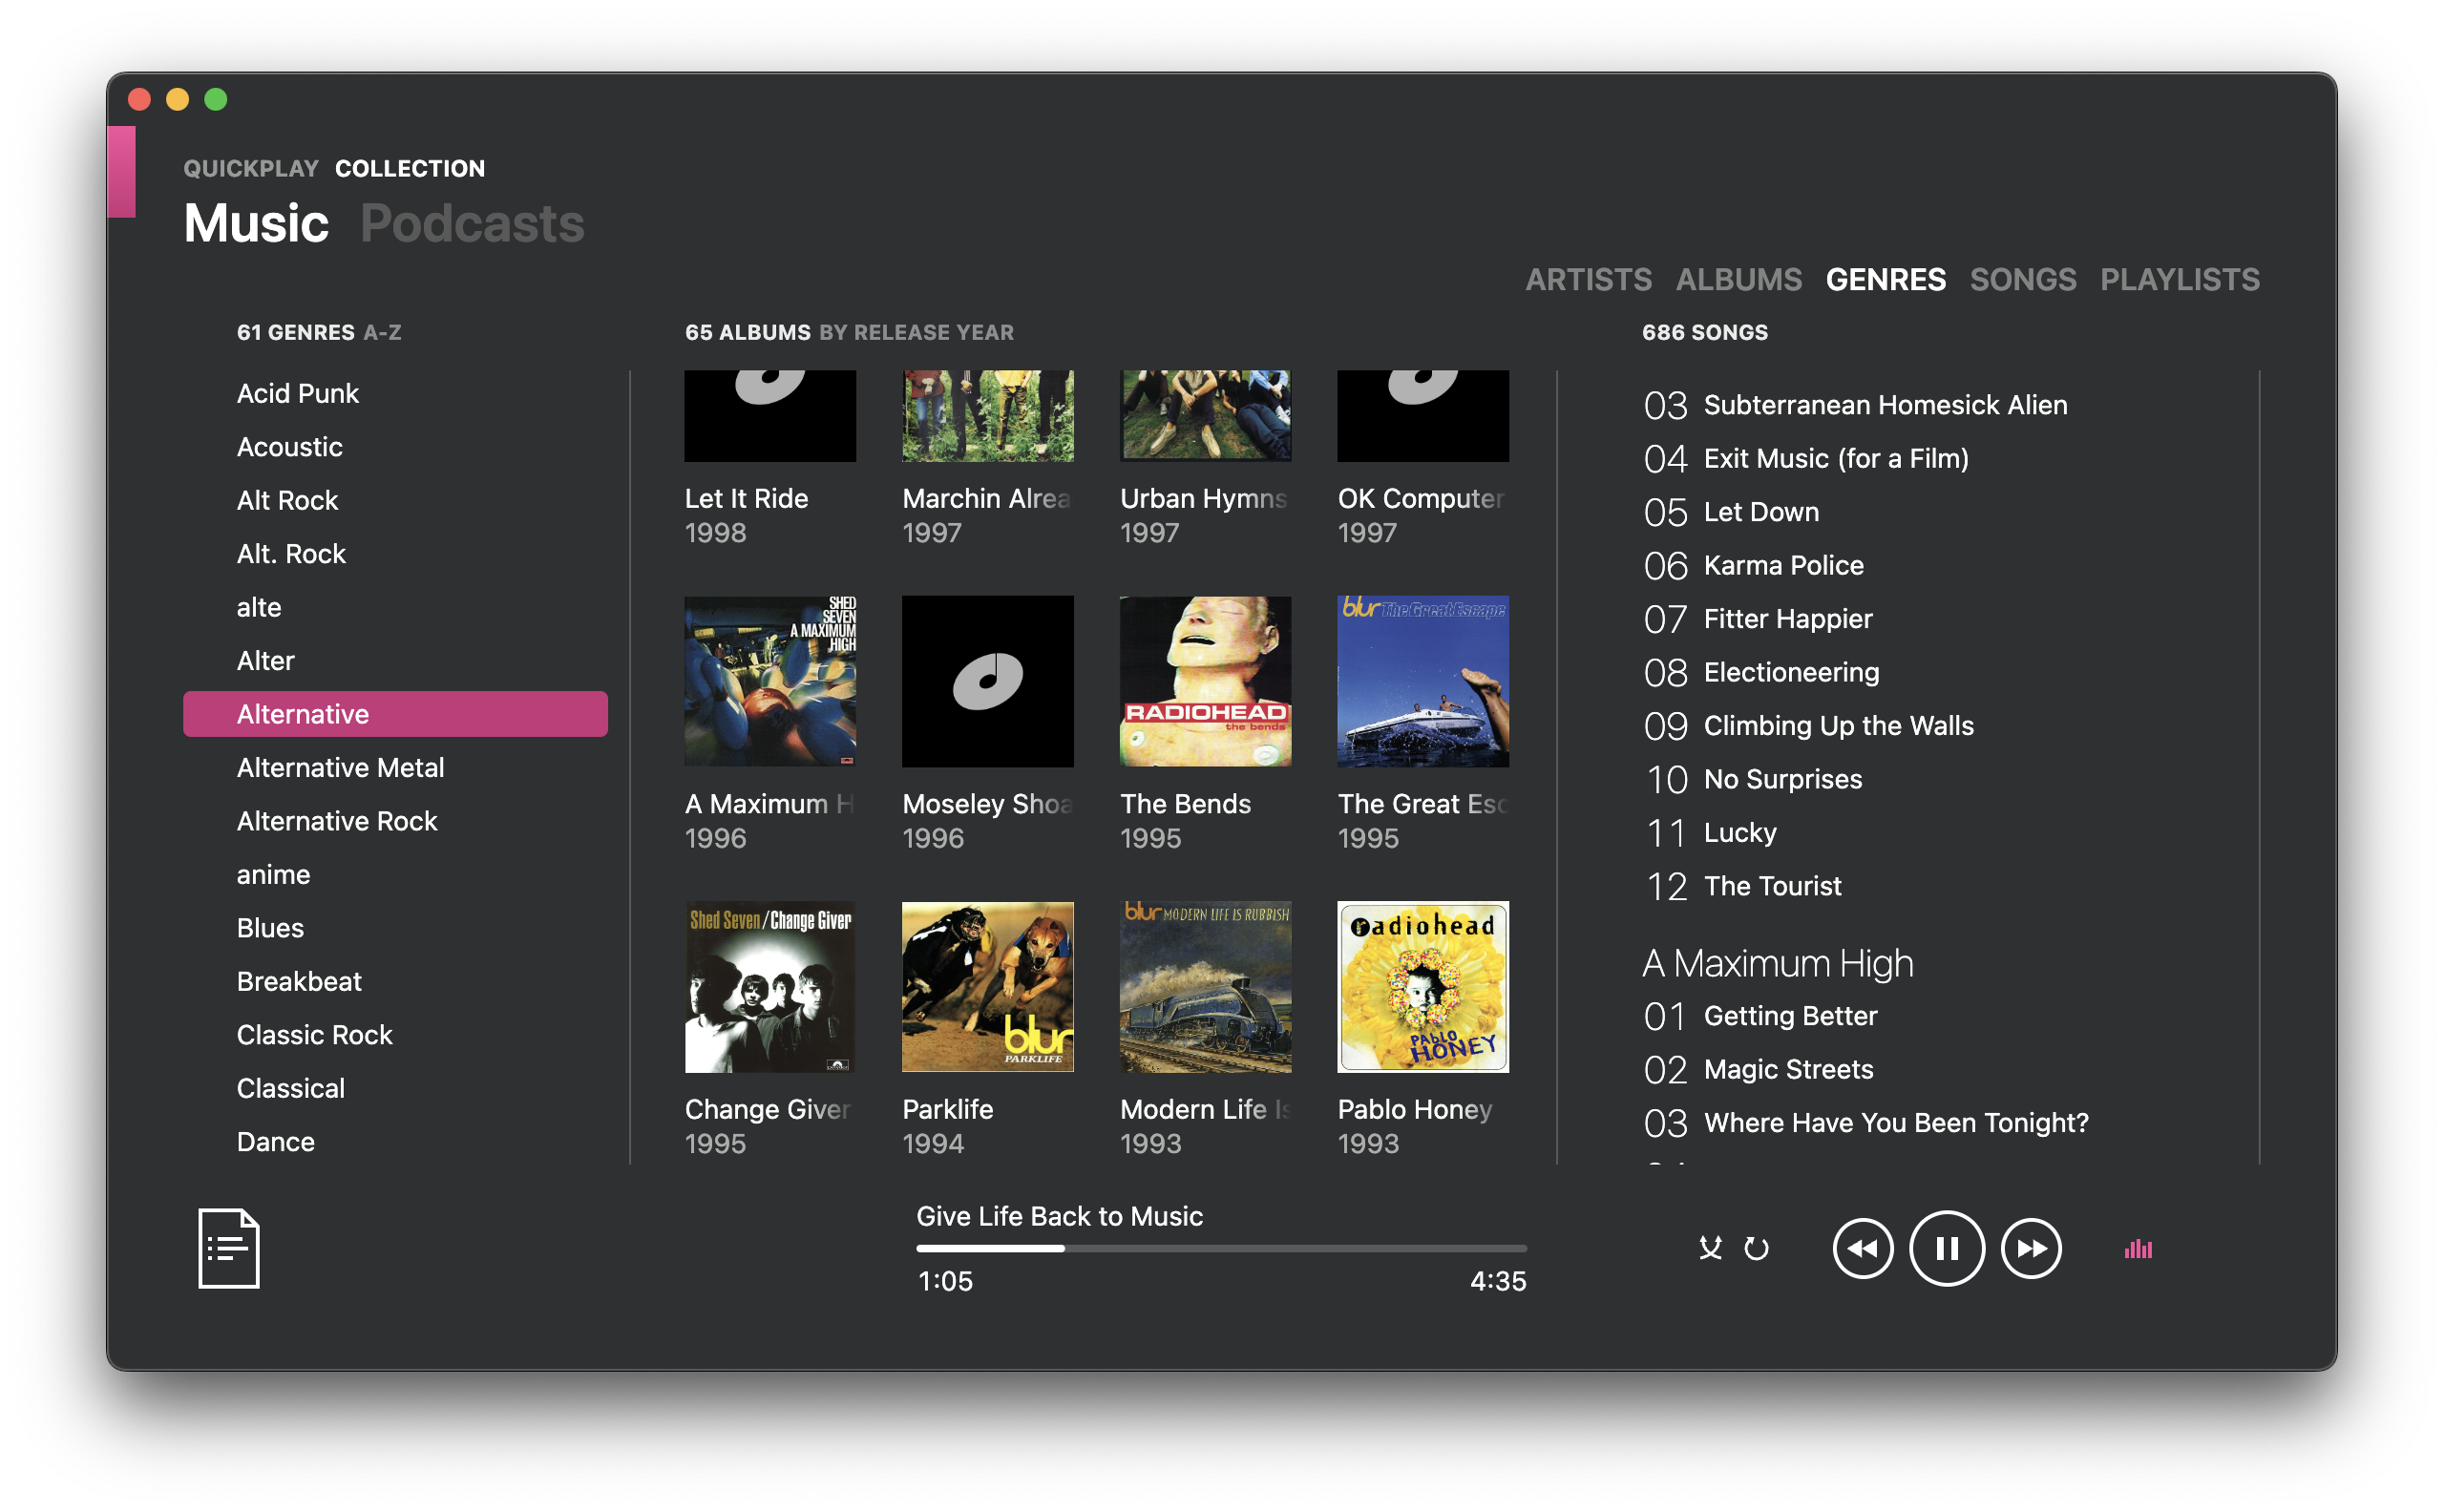 QUICKPLAY COLLECTION
Music Podcasts
ARTISTS ALBUMS GENRES SONGS PLAYLISTS
61 GENRES A-Z
Acid Punk
Acoustic
Alt Rock
Alt. Rock
alte
Alter
Alternative
Alternative Metal
Alternative Rock
anime
Blues
Breakbeat
Classic Rock
Classical
Dance
65 ALBUMS BY RELEASE YEAR
Let It Ride
1998
Marchin Alrea
1997
Urban Hymns
1997
OK Computer
1997
SHED
SEVEN
A MAXIMUM
HIGH
A Maximum H
1996
Moseley Shoa
1996
RADIOHEAD
the bends
The Bends
1995
blur The Great Escape
The Great Esc
1995
Shed Seven/Change Giver
Change Giver
1995
blur
PARKLIFE
Parklife
1994
blur MODERN LIFE IS RUBBISH
Modern Life Is
1993
radiohead
PABLO
HONEY
Pablo Honey
1993
686 SONGS
03 Subterranean Homesick Alien
04 Exit Music (for a Film)
05 Let Down
06 Karma Police
07 Fitter Happier
08 Electioneering
09 Climbing Up the Walls
10 No Surprises
11 Lucky
12 The Tourist
A Maximum High
01 Getting Better
02 Magic Streets
03 Where Have You Been Tonight?
Give Life Back to Music
1:05
4:35